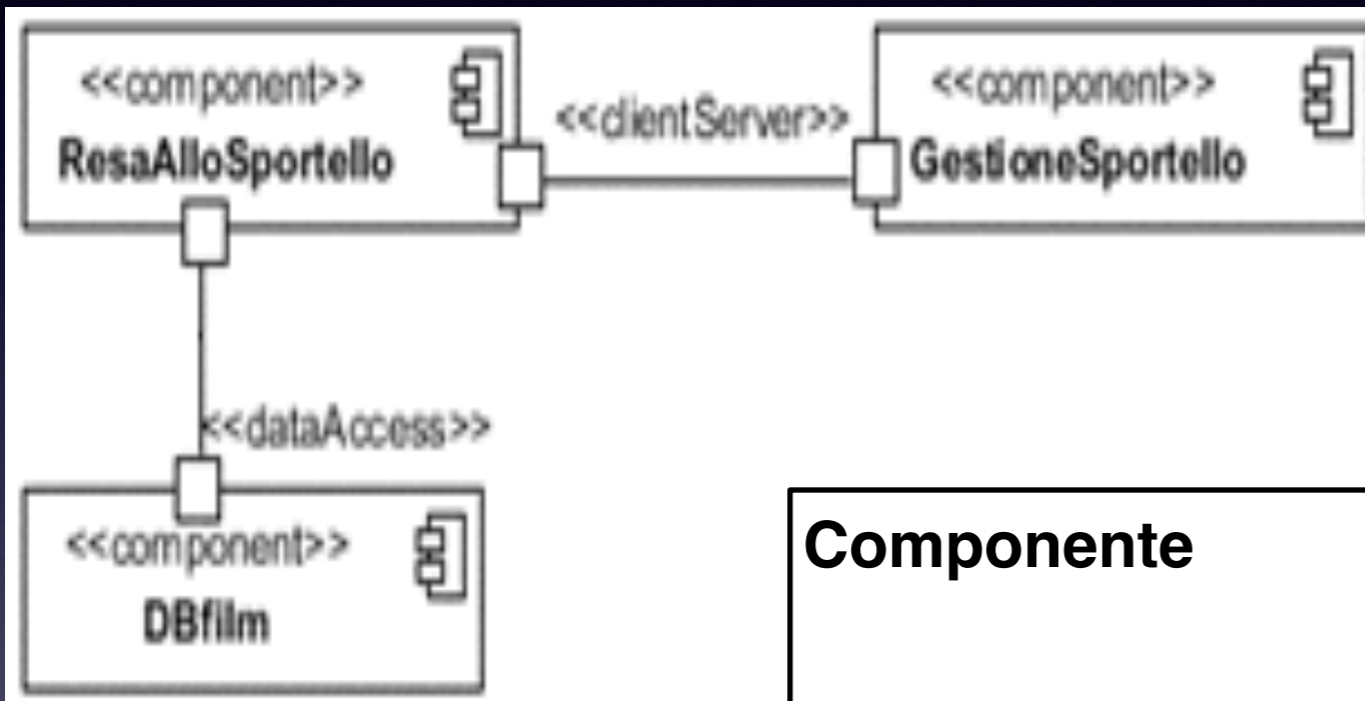 <<component>>
ResaAlloSportello
<<clientServer>>
<<component>>
GestioneSportello
<<dataAccess>>
<<component>>
DBfilm
Componente